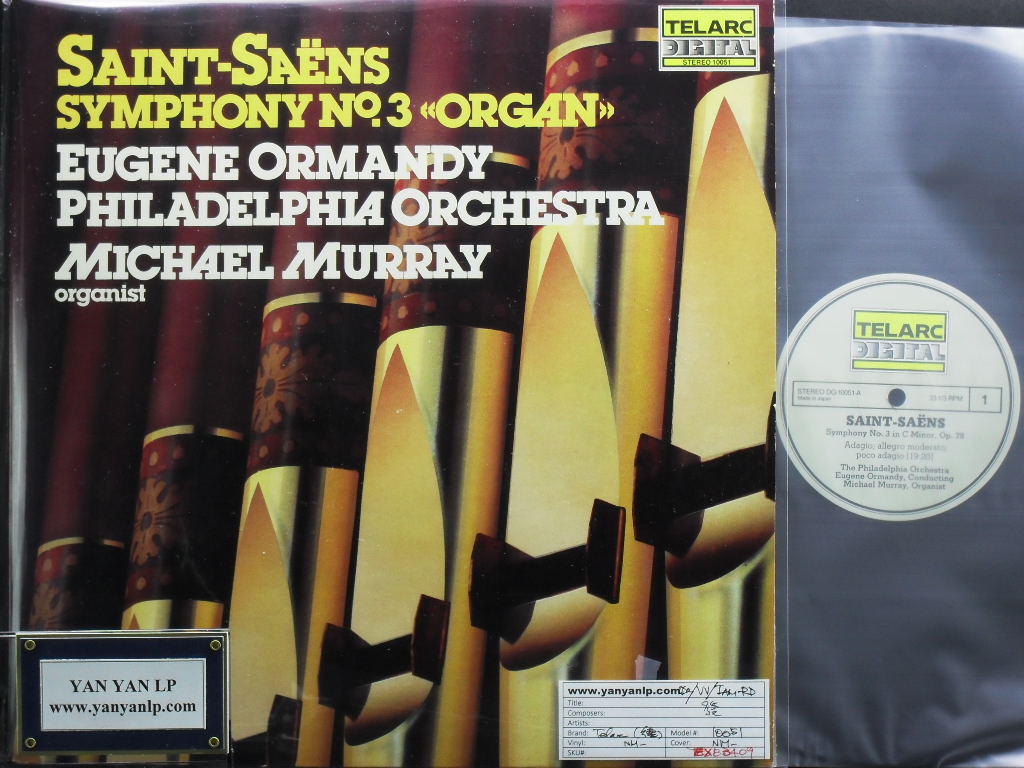 SAINT-SAËNS
SYMPHONY Nº.3 «ORGAN»
EUGENE ORMANDY
PHILADELPHIA ORCHESTRA
MICHAEL MURRAY
organist
TELARC
DIGITAL
STEREO 10051
TELARC
DIGITAL
STEREO DG 10051-A
Made in Japan
33 1/3 RPM
1
SAINT-SAËNS
Symphony No. 3 in C Minor, Op. 78
Adagio; allegro moderato;
poco adagio [19:20]
The Philadelphia Orchestra
Eugene Ormandy, Conducting
Michael Murray, Organist
YAN YAN LP
www.yanyanlp.com
www.yanyanlp.com
Title:
Composers:
Artists:
Brand: Telarc Model #: 10051
Vinyl: NM- Cover: NM-
SKU#: